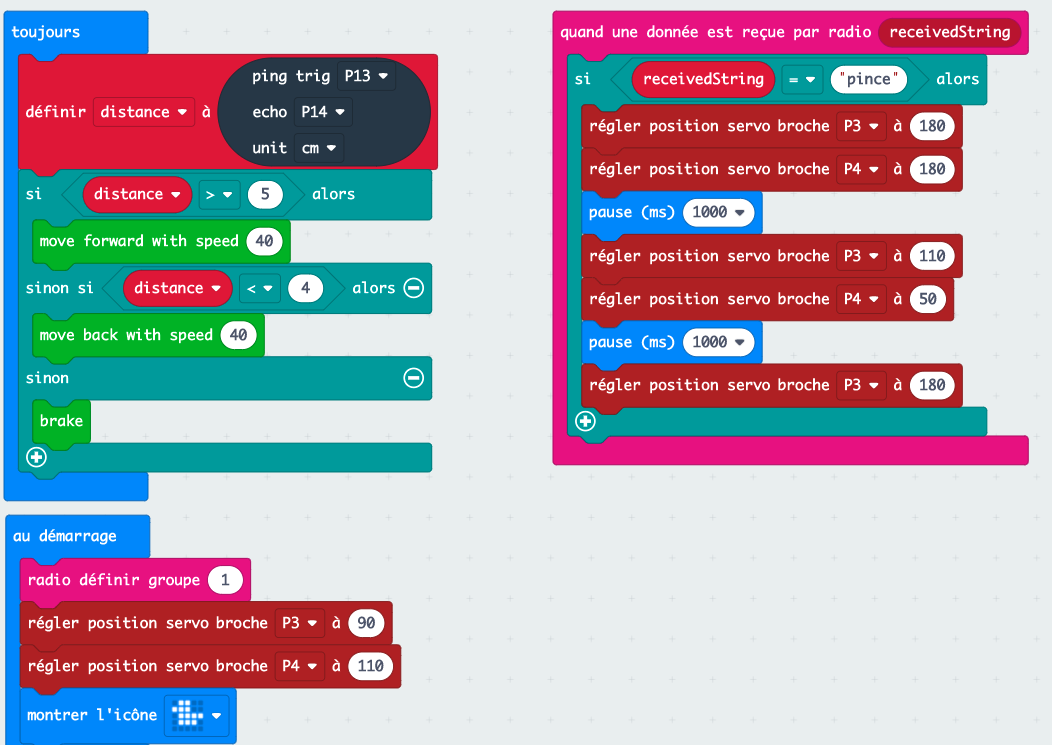 toujours
définir distance à ping trig P13
echo P14
unit cm
si distance > 5 alors
move forward with speed 40
sinon si distance < 4 alors
move back with speed 40
sinon
brake
au démarrage
radio définir groupe 1
régler position servo broche P3 à 90
régler position servo broche P4 à 110
montrer l'icône
quand une donnée est reçue par radio receivedString
si receivedString = "pince" alors
régler position servo broche P3 à 180
régler position servo broche P4 à 180
pause (ms) 1000
régler position servo broche P3 à 110
régler position servo broche P4 à 50
pause (ms) 1000
régler position servo broche P3 à 180